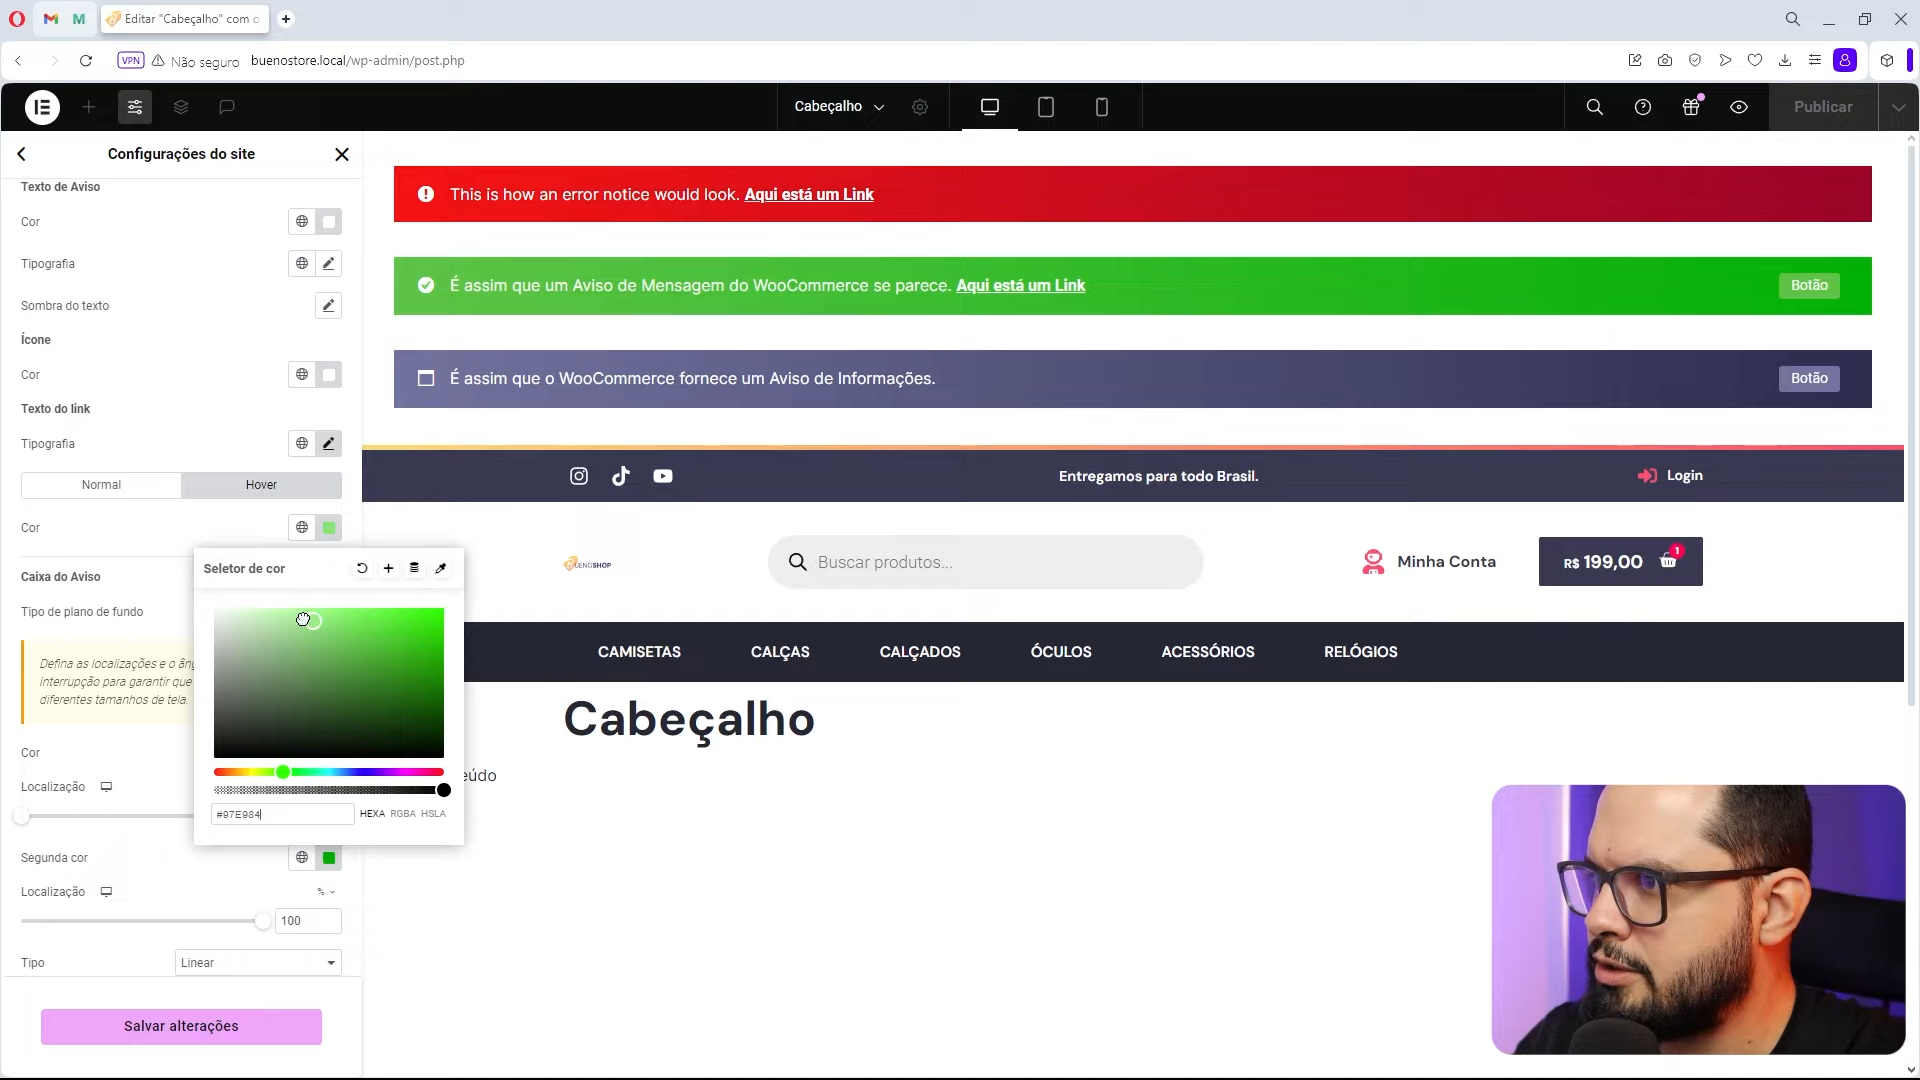 Editar "Cabeçalho" com o
VPN
Não seguro
buenostore.local/wp-admin/post.php
Cabeçalho
Publicar
Configurações do site
Texto de Aviso
Cor
Tipografia
Sombra do texto
Ícone
Cor
Texto do link
Tipografia
Normal
Hover
Cor
Seletor de cor
Caixa do Aviso
Tipo de plano de fundo
Defina as localizações e o âng
interrupção para garantir que
diferentes tamanhos de tela.
Cor
Localização
#97E984
HEXA
RGBA
HSLA
Segunda cor
Localização
%
100
Tipo
Linear
Salvar alterações
This is how an error notice would look. Aqui está um Link
É assim que um Aviso de Mensagem do WooCommerce se parece. Aqui está um Link
Botão
É assim que o WooCommerce fornece um Aviso de Informações.
Botão
Entregamos para todo Brasil.
Login
BUENOSHOP
Buscar produtos...
Minha Conta
R$ 199,00
1
CAMISETAS
CALÇAS
CALÇADOS
ÓCULOS
ACESSÓRIOS
RELÓGIOS
Cabeçalho
eúdo